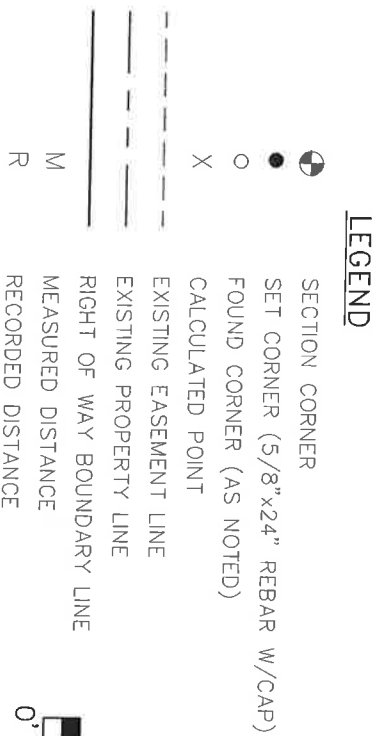 LEGEND
SECTION CORNER
SET CORNER (5/8"x24" REBAR W/CAP)
FOUND CORNER (AS NOTED)
X CALCULATED POINT
EXISTING EASEMENT LINE
EXISTING PROPERTY LINE
RIGHT OF WAY BOUNDARY LINE
M MEASURED DISTANCE
R RECORDED DISTANCE
0'